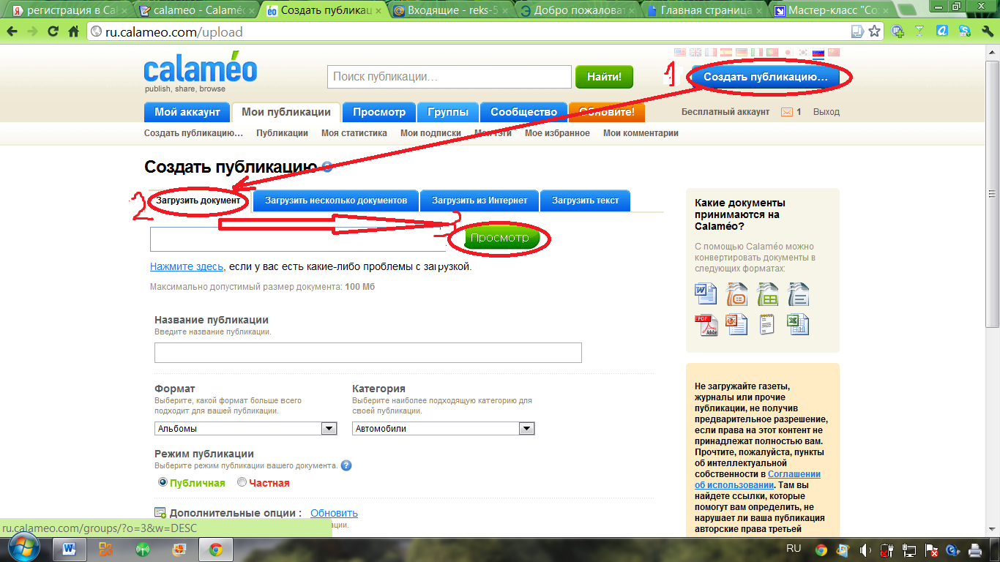 регистрация в Cal
calameo - Calaméo
Создать публикац
Входящие - reks-5
Добро пожаловат
Главная страница
Мастер-класс "Со
ru.calameo.com/upload
calaméo
publish, share, browse
Поиск публикации...
Найти!
1
Создать публикацию...
Мой аккаунт
Мои публикации
Просмотр
Группы
Сообщество
Обновите!
Бесплатный аккаунт
1
Выход
Создать публикацию...
Публикации
Моя статистика
Мои подписки
Мои тэги
Мое избранное
Мои комментарии
Создать публикацию
?
2
Загрузить документ
Загрузить несколько документов
Загрузить из Интернет
Загрузить текст
Просмотр
Нажмите здесь, если у вас есть какие-либо проблемы с загрузкой.
Максимально допустимый размер документа: 100 Мб
Название публикации
Введите название публикации.
Формат
Выберите, какой формат больше всего
подходит для вашей публикации.
Альбомы
Категория
Выберите наиболее подходящую категорию для
своей публикации.
Автомобили
Режим публикации
Выберите режим публикации вашего документа.
?
Публичная
Частная
Дополнительные опции :
Обновить
Какие документы
принимаются на
Calaméo?
С помощью Calaméo можно
конвертировать документы в
следующих форматах:
PDF
Adobe
Не загружайте газеты,
журналы или прочие
публикации, не получив
предварительное разрешение,
если права на этот контент не
принадлежат полностью вам.
Прочтите, пожалуйста, пункты
об интеллектуальной
собственности в Соглашении
об использовании. Там вы
найдете ссылки, которые
помогут вам определить, не
нарушает ли ваша публикация
авторские права третьей
ru.calameo.com/groups/?o=3&w=DESC
RU